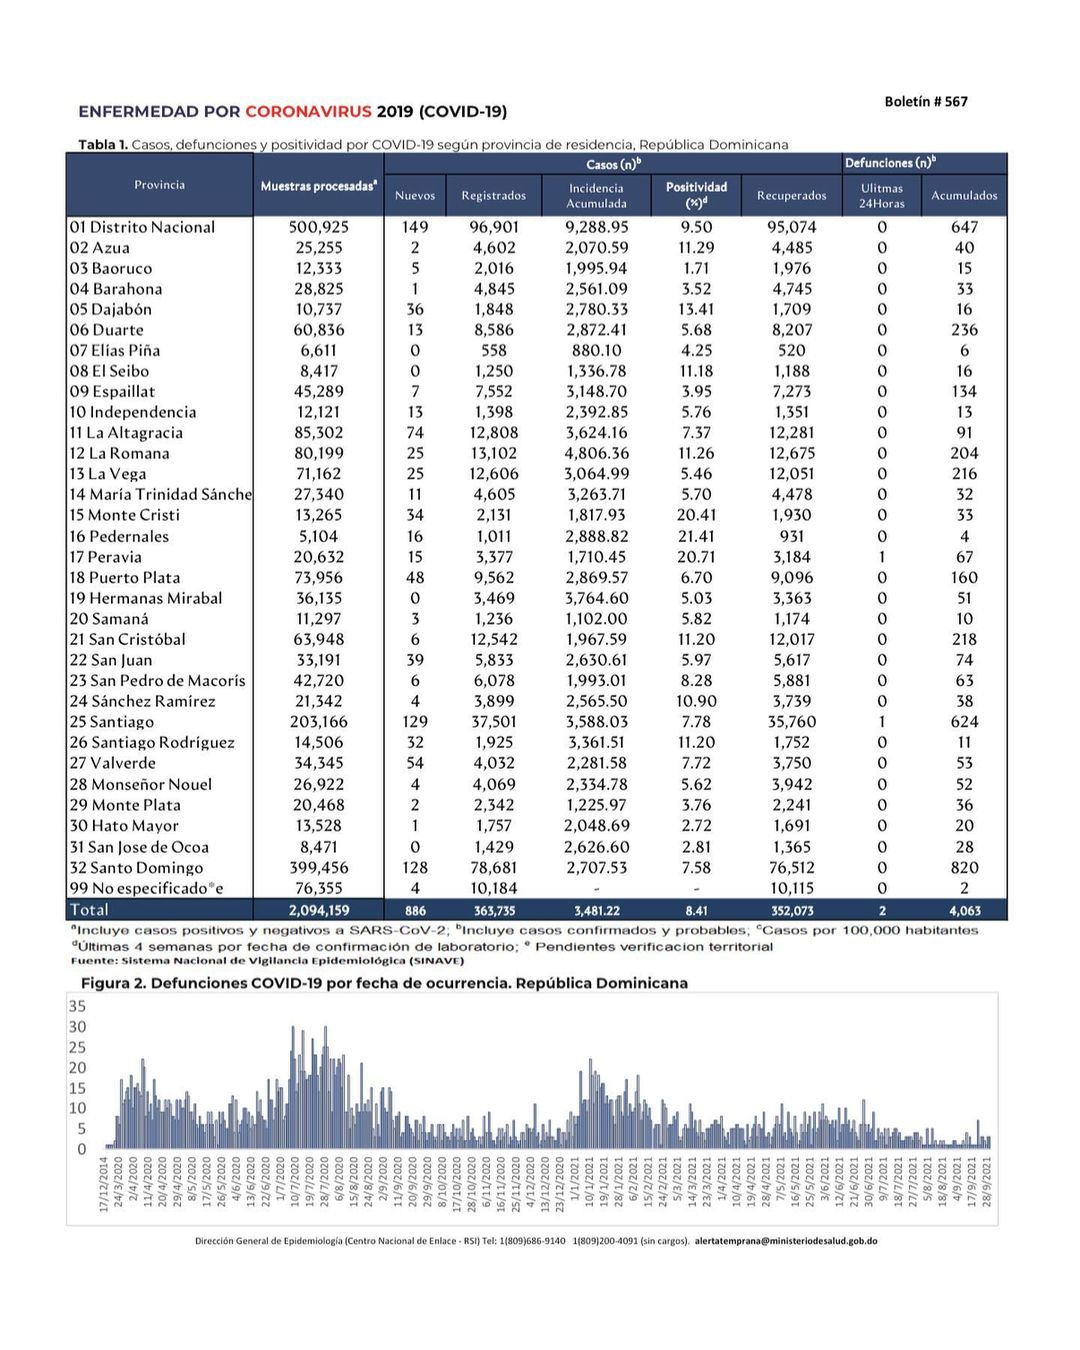 Boletín # 567
ENFERMEDAD POR CORONAVIRUS 2019 (COVID-19)
Tabla 1. Casos, defunciones y positividad por COVID-19 según provincia de residencia, República Dominicana
Casos (n)ᵇ Defunciones (n)ᵇ
Provincia Muestras procesadasᵃ Nuevos Registrados Incidencia Acumulada Positividad (%)ᵈ Recuperados Ulitmas 24Horas Acumulados
01 Distrito Nacional 500,925 149 96,901 9,288.95 9.50 95,074 0 647
02 Azua 25,255 2 4,602 2,070.59 11.29 4,485 0 40
03 Baoruco 12,333 5 2,016 1,995.94 1.71 1,976 0 15
04 Barahona 28,825 1 4,845 2,561.09 3.52 4,745 0 33
05 Dajabón 10,737 36 1,848 2,780.33 13.41 1,709 0 16
06 Duarte 60,836 13 8,586 2,872.41 5.68 8,207 0 236
07 Elías Piña 6,611 0 558 880.10 4.25 520 0 6
08 El Seibo 8,417 0 1,250 1,336.78 11.18 1,188 0 16
09 Espaillat 45,289 7 7,552 3,148.70 3.95 7,273 0 134
10 Independencia 12,121 13 1,398 2,392.85 5.76 1,351 0 13
11 La Altagracia 85,302 74 12,808 3,624.16 7.37 12,281 0 91
12 La Romana 80,199 25 13,102 4,806.36 11.26 12,675 0 204
13 La Vega 71,162 25 12,606 3,064.99 5.46 12,051 0 216
14 María Trinidad Sánche 27,340 11 4,605 3,263.71 5.70 4,478 0 32
15 Monte Cristi 13,265 34 2,131 1,817.93 20.41 1,930 0 33
16 Pedernales 5,104 16 1,011 2,888.82 21.41 931 0 4
17 Peravia 20,632 15 3,377 1,710.45 20.71 3,184 1 67
18 Puerto Plata 73,956 48 9,562 2,869.57 6.70 9,096 0 160
19 Hermanas Mirabal 36,135 0 3,469 3,764.60 5.03 3,363 0 51
20 Samaná 11,297 3 1,236 1,102.00 5.82 1,174 0 10
21 San Cristóbal 63,948 6 12,542 1,967.59 11.20 12,017 0 218
22 San Juan 33,191 39 5,833 2,630.61 5.97 5,617 0 74
23 San Pedro de Macorís 42,720 6 6,078 1,993.01 8.28 5,881 0 63
24 Sánchez Ramírez 21,342 4 3,899 2,565.50 10.90 3,739 0 38
25 Santiago 203,166 129 37,501 3,588.03 7.78 35,760 1 624
26 Santiago Rodríguez 14,506 32 1,925 3,361.51 11.20 1,752 0 11
27 Valverde 34,345 54 4,032 2,281.58 7.72 3,750 0 53
28 Monseñor Nouel 26,922 4 4,069 2,334.78 5.62 3,942 0 52
29 Monte Plata 20,468 2 2,342 1,225.97 3.76 2,241 0 36
30 Hato Mayor 13,528 1 1,757 2,048.69 2.72 1,691 0 20
31 San Jose de Ocoa 8,471 0 1,429 2,626.60 2.81 1,365 0 28
32 Santo Domingo 399,456 128 78,681 2,707.53 7.58 76,512 0 820
99 No especificado*e 76,355 4 10,184 - - 10,115 0 2
Total 2,094,159 886 363,735 3,481.22 8.41 352,073 2 4,063
ᵃIncluye casos positivos y negativos a SARS-CoV-2; ᵇIncluye casos confirmados y probables; ᶜCasos por 100,000 habitantes
ᵈÚltimas 4 semanas por fecha de confirmación de laboratorio; ᵉ Pendientes verificacion territorial
Fuente: Sistema Nacional de Vigilancia Epidemiológica (SINAVE)
Figura 2. Defunciones COVID-19 por fecha de ocurrencia. República Dominicana
35
30
25
20
15
10
5
0
17/12/2014 24/3/2020 2/4/2020 11/4/2020 20/4/2020 29/4/2020 8/5/2020 17/5/2020 26/5/2020 4/6/2020 13/6/2020 22/6/2020 1/7/2020 10/7/2020 19/7/2020 28/7/2020 6/8/2020 15/8/2020 24/8/2020 2/9/2020 11/9/2020 20/9/2020 29/9/2020 8/10/2020 17/10/2020 28/10/2020 6/11/2020 16/11/2020 25/11/2020 4/12/2020 13/12/2020 23/12/2020 1/1/2021 10/1/2021 19/1/2021 28/1/2021 6/2/2021 15/2/2021 24/2/2021 5/3/2021 14/3/2021 23/3/2021 1/4/2021 10/4/2021 19/4/2021 28/4/2021 7/5/2021 16/5/2021 25/5/2021 3/6/2021 12/6/2021 21/6/2021 30/6/2021 9/7/2021 18/7/2021 27/7/2021 5/8/2021 18/8/2021 4/9/2021 17/9/2021 28/9/2021
Dirección General de Epidemiología (Centro Nacional de Enlace - RSI) Tel: 1(809)686-9140 1(809)200-4091 (sin cargos). alertatemprana@ministeriodesalud.gob.do